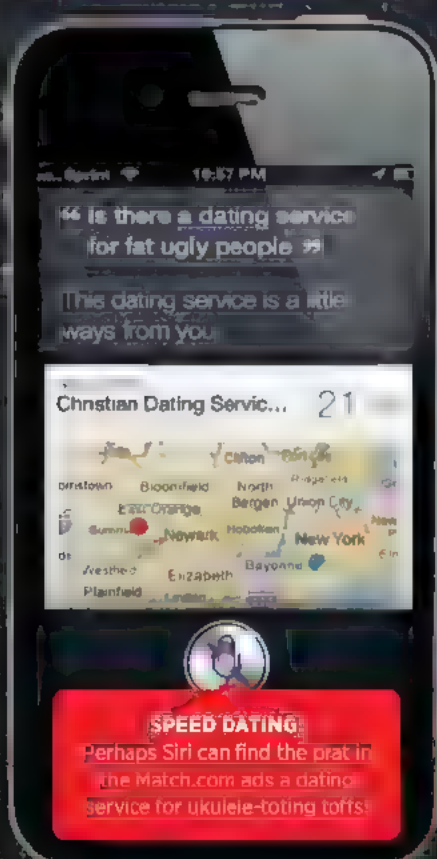 Sprint 10:57 PM
“ Is there a dating service
for fat ugly people ”
This dating service is a little
ways from you
Christian Dating Servic... 21
Clifton
Bloomfield North
East Orange Bergen Union City
Summit Newark Hoboken New York
Bayonne
Elizabeth
Plainfield Linden
SPEED DATING
Perhaps Siri can find the prat in
the Match.com ads a dating
service for ukulele-toting toffs!